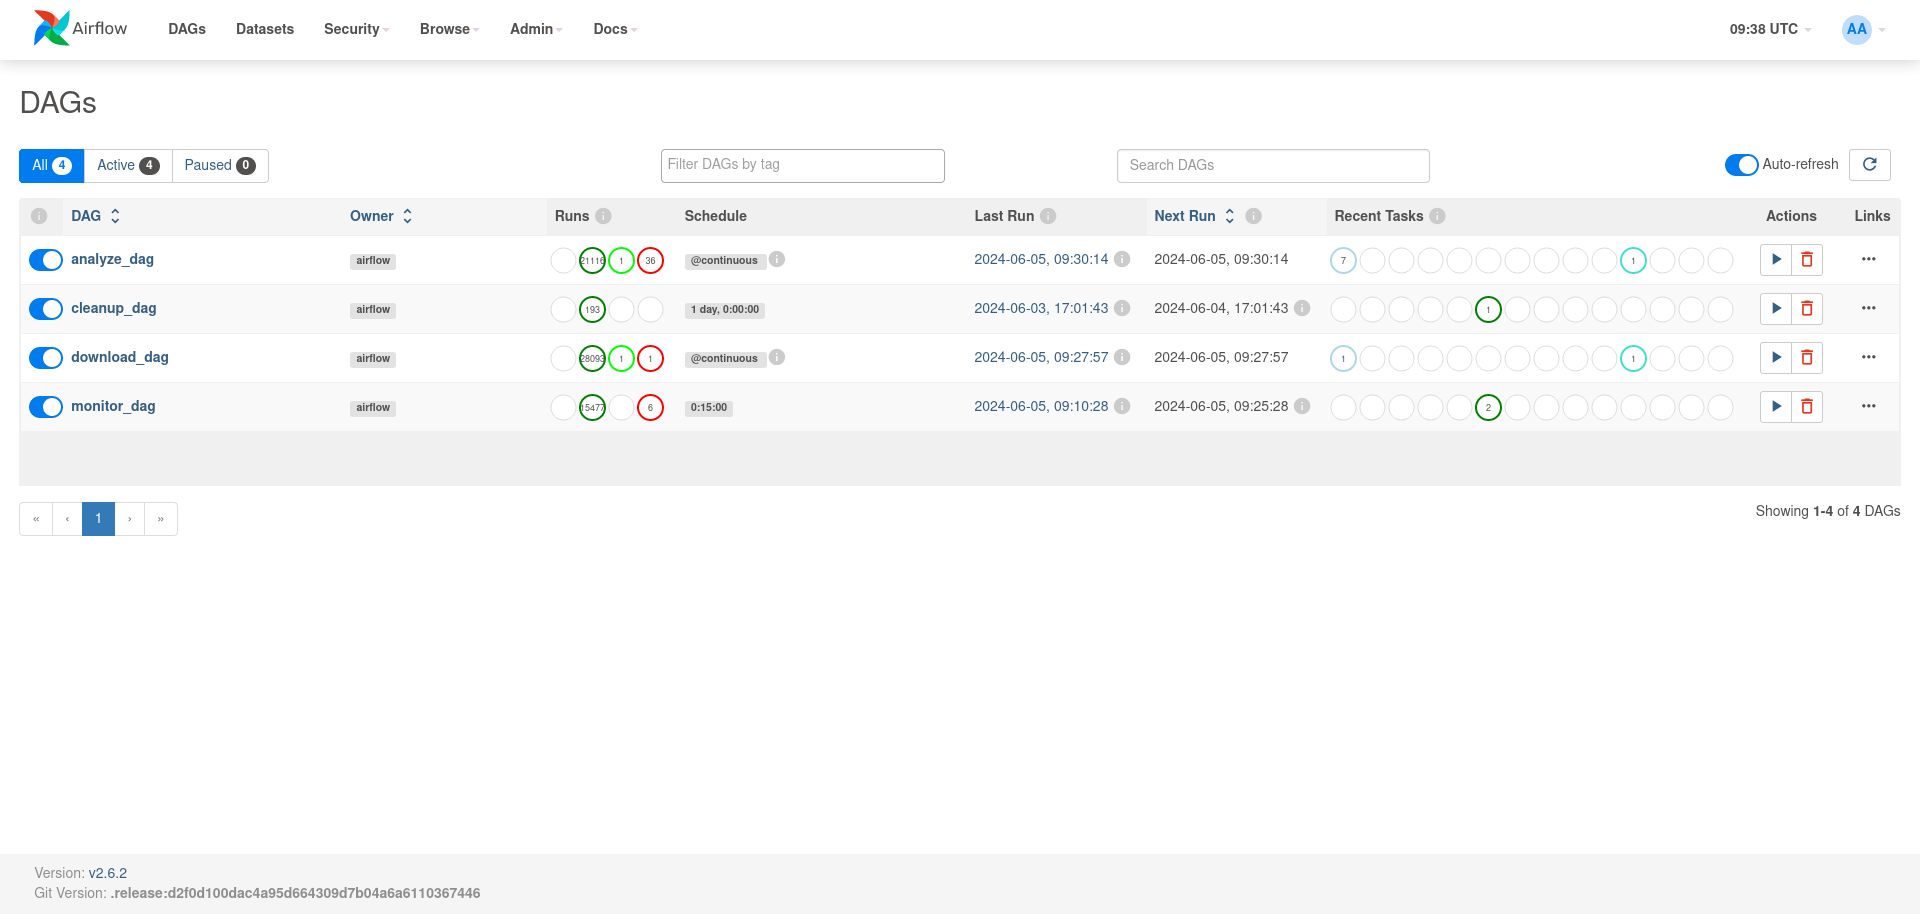 Airflow DAGs Datasets Security Browse Admin Docs 09:38 UTC AA
DAGs
All 4 Active 4 Paused 0 Filter DAGs by tag Search DAGs Auto-refresh
DAG Owner Runs Schedule Last Run Next Run Recent Tasks Actions Links
analyze_dag airflow 21116 1 36 @continuous 2024-06-05, 09:30:14 2024-06-05, 09:30:14 7 1
cleanup_dag airflow 193 1 day, 0:00:00 2024-06-03, 17:01:43 2024-06-04, 17:01:43 1
download_dag airflow 28093 1 1 @continuous 2024-06-05, 09:27:57 2024-06-05, 09:27:57 1 1
monitor_dag airflow 15477 6 0:15:00 2024-06-05, 09:10:28 2024-06-05, 09:25:28 2
« ‹ 1 › » Showing 1-4 of 4 DAGs
Version: v2.6.2
Git Version: .release:d2f0d100dac4a95d664309d7b04a6a6110367446